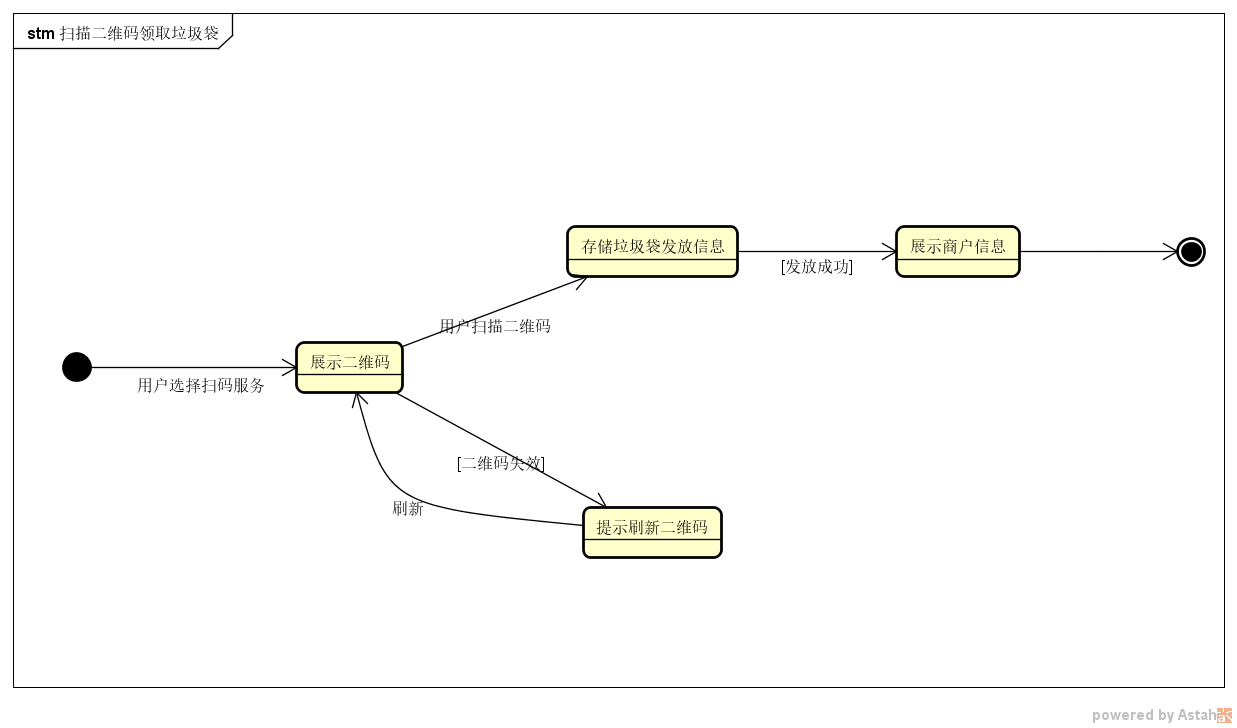 stm 扫描二维码领取垃圾袋
存储垃圾袋发放信息
展示商户信息
[发放成功]
用户扫描二维码
展示二维码
用户选择扫码服务
[二维码失效]
刷新
提示刷新二维码
powered by Astah